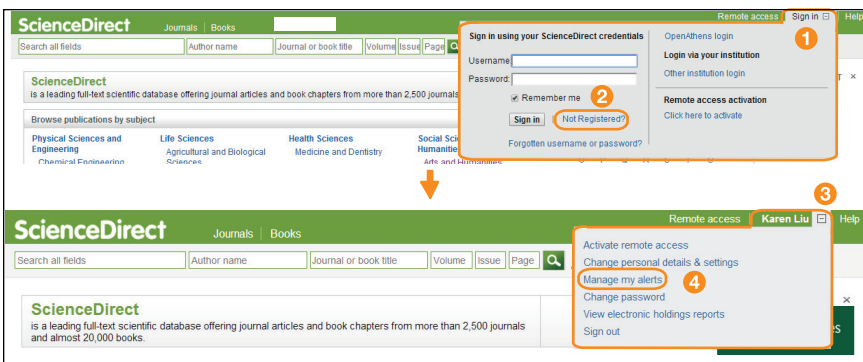 Remote access | Sign in Help
1
ScienceDirect Journals | Books
Search all fields Author name Journal or book title Volume Issue Page
Sign in using your ScienceDirect credentials
Username:
Password:
Remember me
2
Sign in | Not Registered?
Forgotten username or password?
OpenAthens login
Login via your institution
Other institution login
Remote access activation
Click here to activate
ScienceDirect
is a leading full-text scientific database offering journal articles and book chapters from more than 2,500 journals
Browse publications by subject
Physical Sciences and Engineering
Chemical Engineering
Life Sciences
Agricultural and Biological
Sciences
Health Sciences
Medicine and Dentistry
Social
Arts and Humanities
3
Remote access | Karen Liu Help
ScienceDirect Journals | Books
Search all fields Author name Journal or book title Volume Issue Page
Activate remote access
Change personal details & settings
Manage my alerts
4
Change password
View electronic holdings reports
Sign out
ScienceDirect
is a leading full-text scientific database offering journal articles and book chapters from more than 2,500 journals
and almost 20,000 books.